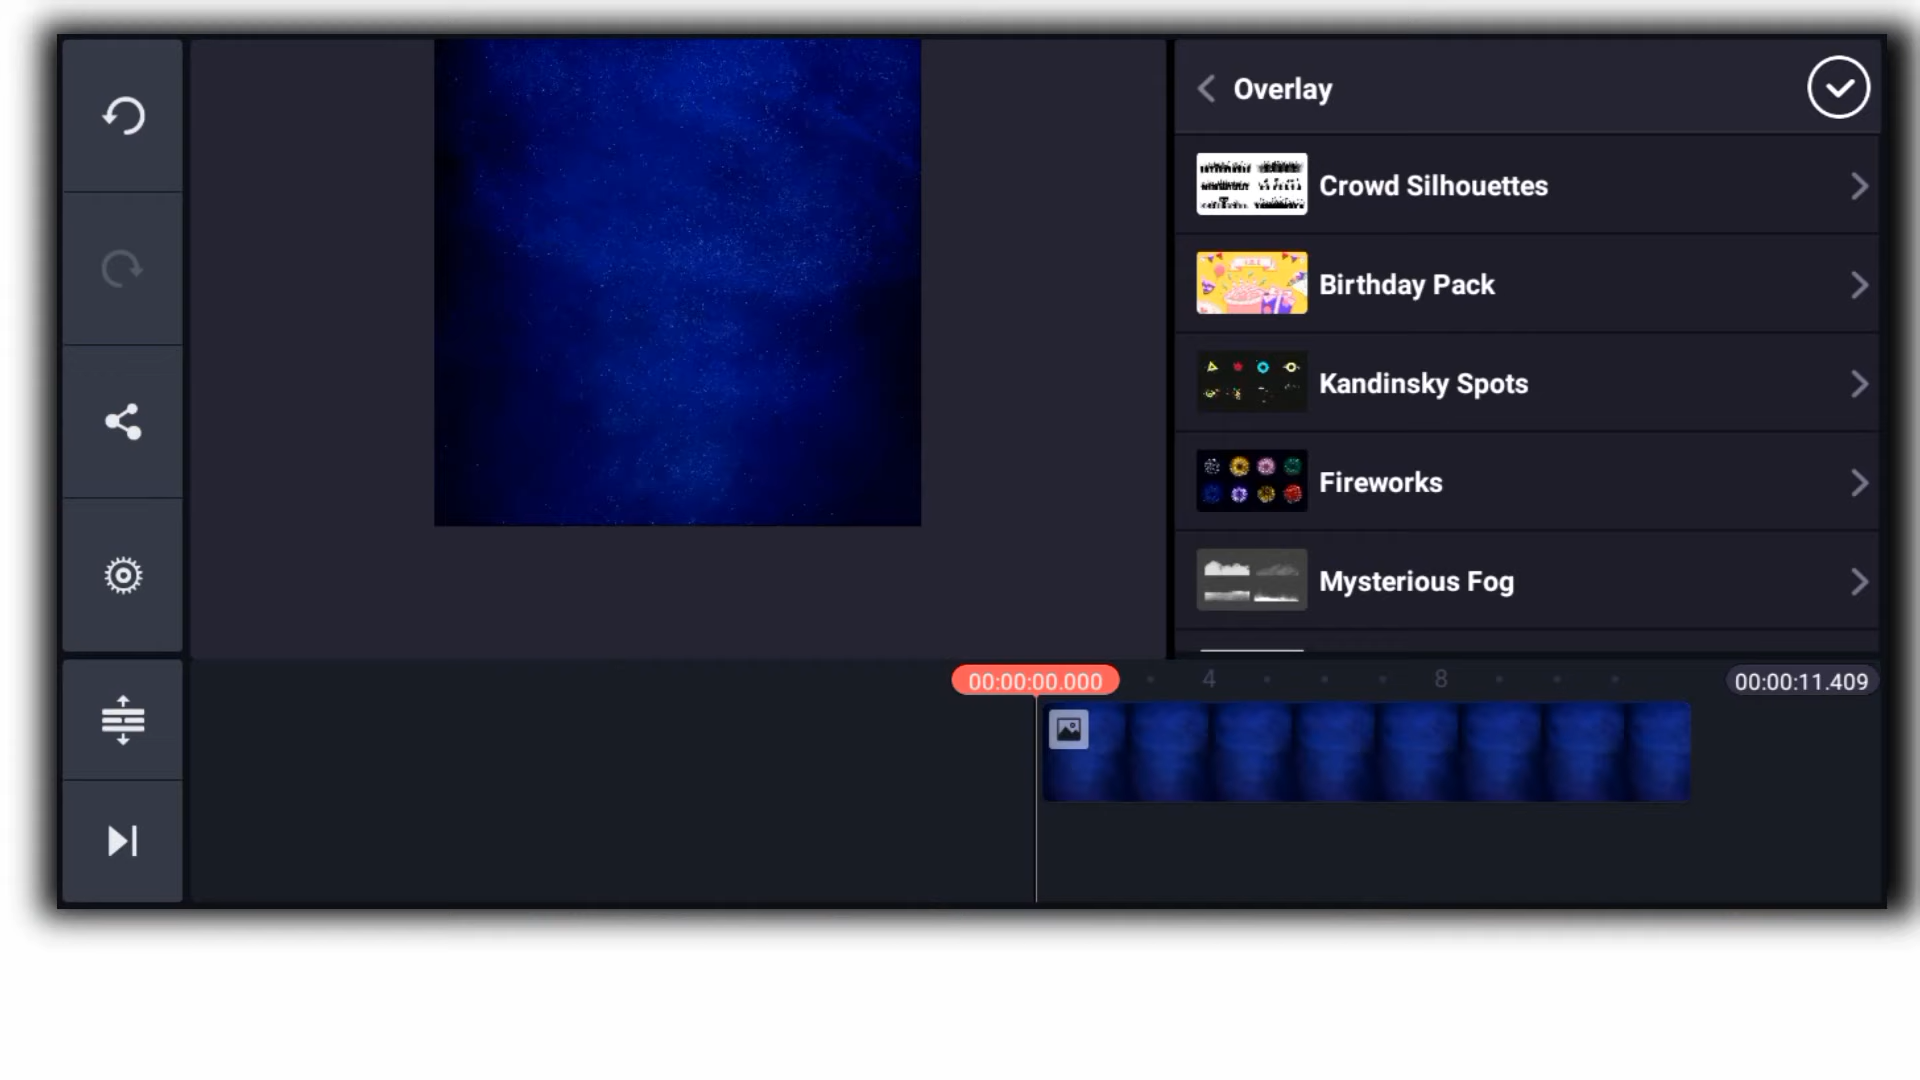 Overlay
Crowd Silhouettes
Birthday Pack
Kandinsky Spots
Fireworks
Mysterious Fog
00:00:00.000
4
8
00:00:11.409